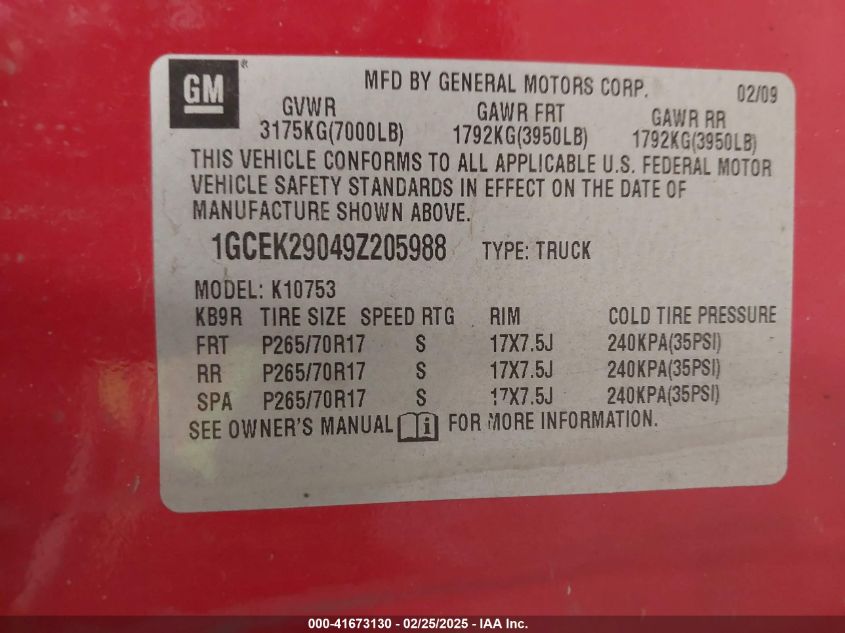 GM ®
MFD BY GENERAL MOTORS CORP. 02/09
GVWR GAWR FRT GAWR RR
3175KG(7000LB) 1792KG(3950LB) 1792KG(3950LB)
THIS VEHICLE CONFORMS TO ALL APPLICABLE U.S. FEDERAL MOTOR
VEHICLE SAFETY STANDARDS IN EFFECT ON THE DATE OF
MANUFACTURE SHOWN ABOVE.
1GCEK29049Z205988 TYPE: TRUCK
MODEL: K10753
KB9R TIRE SIZE SPEED RTG RIM COLD TIRE PRESSURE
FRT P265/70R17 S 17X7.5J 240KPA(35PSI)
RR P265/70R17 S 17X7.5J 240KPA(35PSI)
SPA P265/70R17 S 17X7.5J 240KPA(35PSI)
SEE OWNER'S MANUAL i FOR MORE INFORMATION.
000-41673130 - 02/25/2025 - IAA Inc.